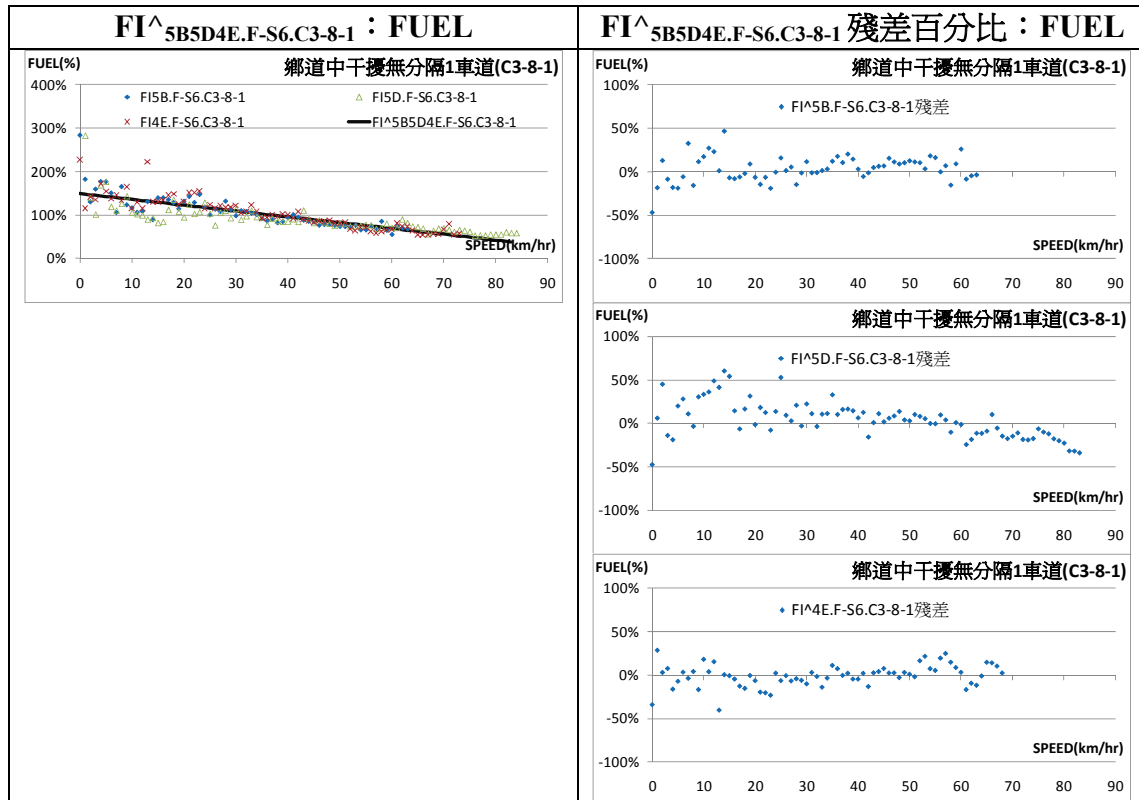 FI^5B5D4E.F-S6.C3-8-1：FUEL
FUEL(%)
鄉道中干擾無分隔1車道(C3-8-1)
FI5B.F-S6.C3-8-1
FI5D.F-S6.C3-8-1
FI4E.F-S6.C3-8-1
FI^5B5D4E.F-S6.C3-8-1
400%
300%
200%
100%
0%
SPEED(km/hr)
0 10 20 30 40 50 60 70 80 90
FI^5B5D4E.F-S6.C3-8-1 殘差百分比：FUEL
FUEL(%)
鄉道中干擾無分隔1車道(C3-8-1)
FI^5B.F-S6.C3-8-1殘差
100%
50%
0%
-50%
-100%
SPEED(km/hr)
0 10 20 30 40 50 60 70 80 90
FUEL(%)
鄉道中干擾無分隔1車道(C3-8-1)
FI^5D.F-S6.C3-8-1殘差
100%
50%
0%
-50%
-100%
SPEED(km/hr)
0 10 20 30 40 50 60 70 80 90
FUEL(%)
鄉道中干擾無分隔1車道(C3-8-1)
FI^4E.F-S6.C3-8-1殘差
100%
50%
0%
-50%
-100%
SPEED(km/hr)
0 10 20 30 40 50 60 70 80 90